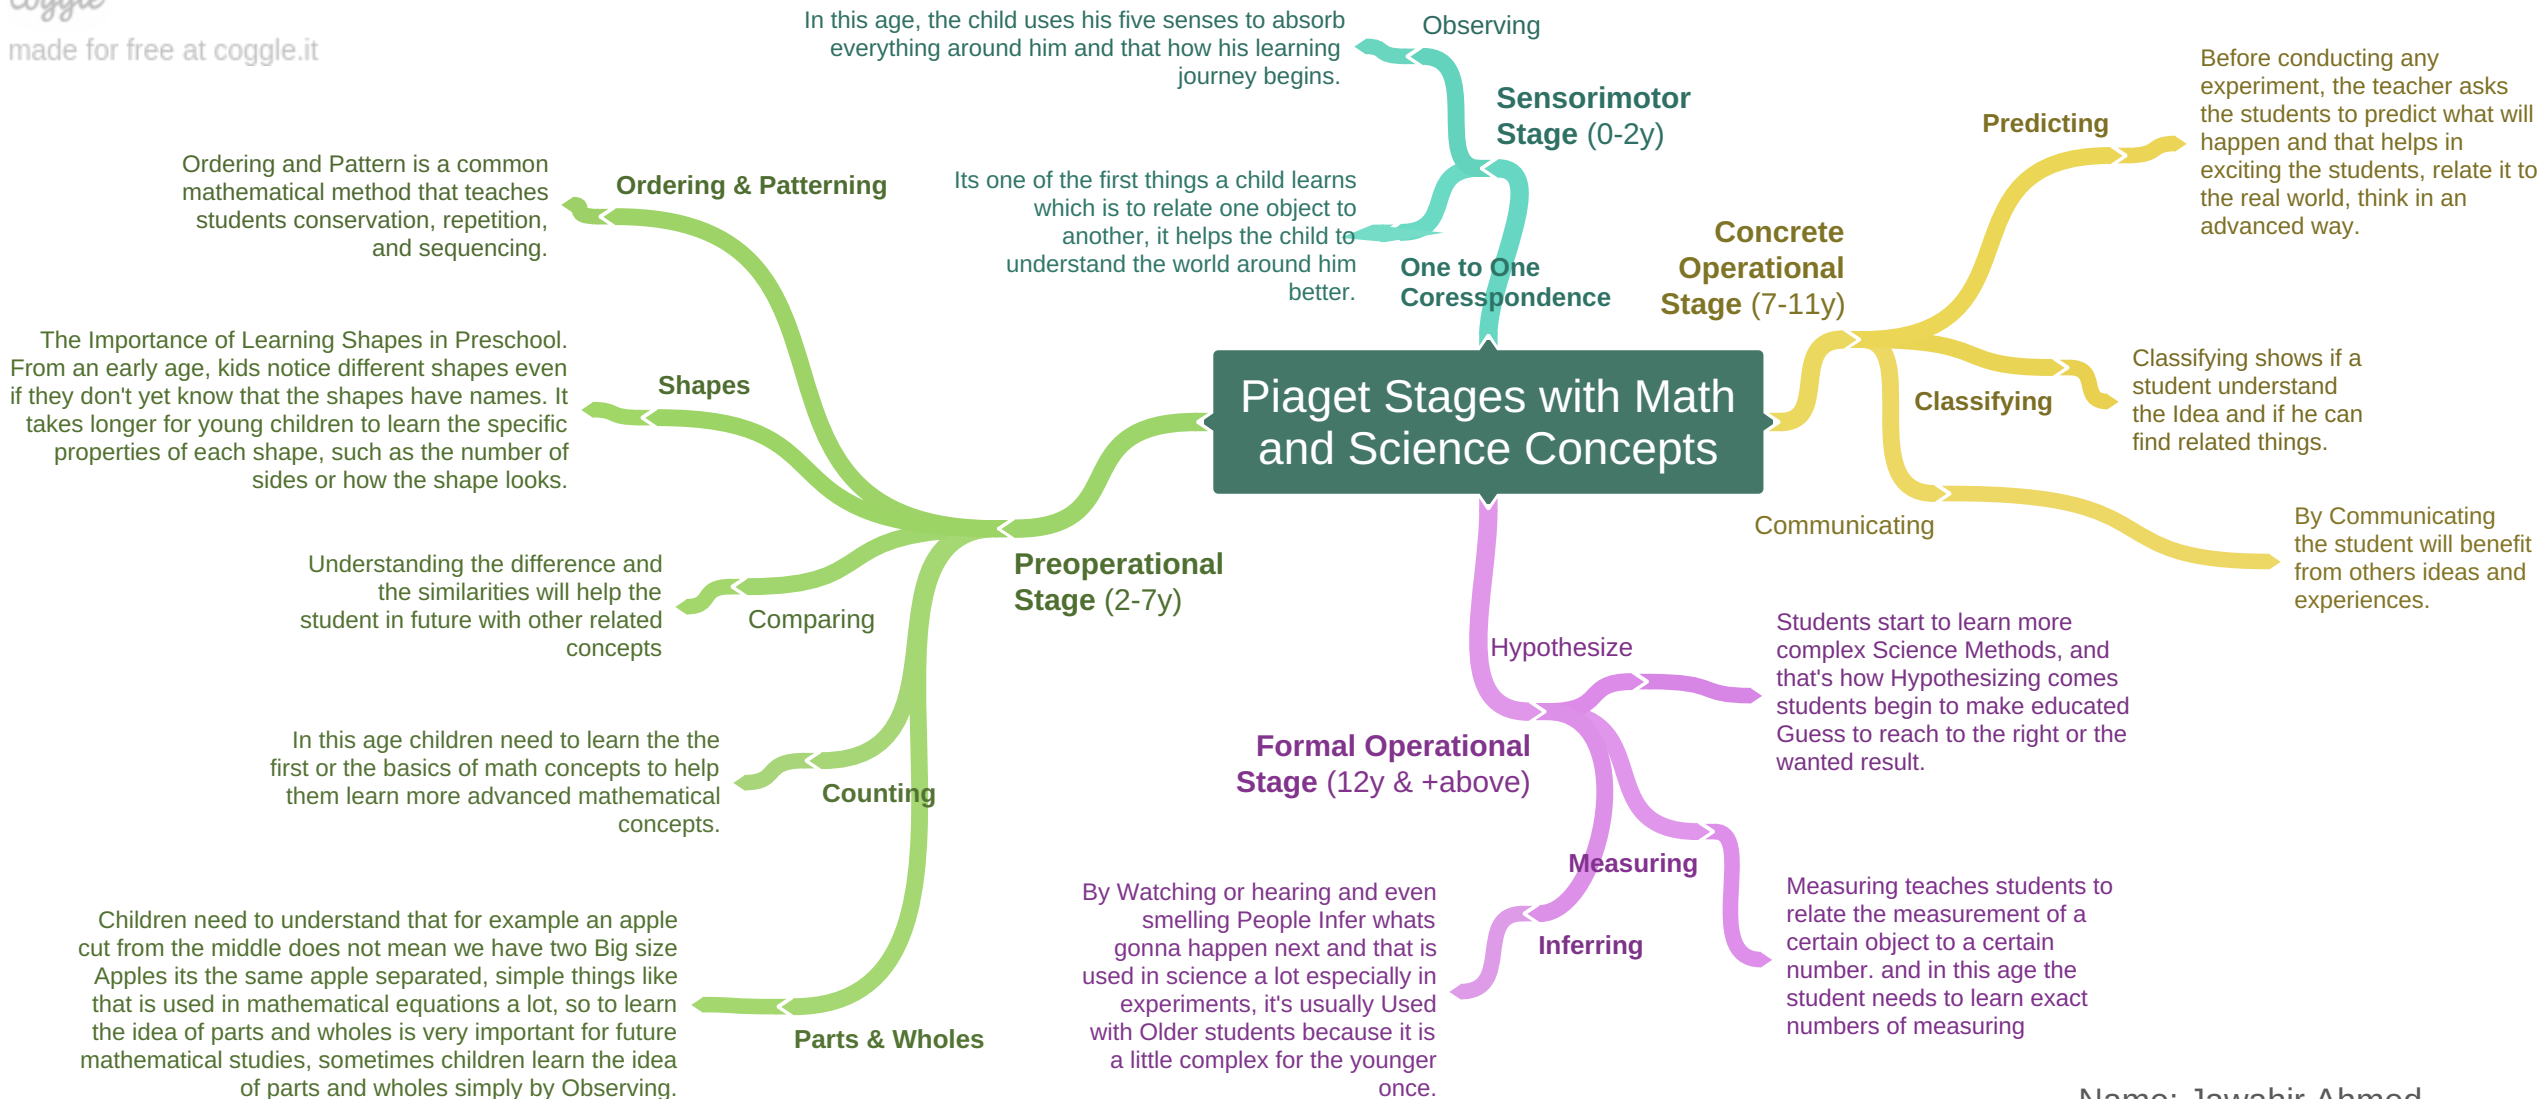 coggle
made for free at coggle.it
In this age, the child uses his five senses to absorb
everything around him and that how his learning
journey begins.
Observing
Sensorimotor
Stage (0-2y)
Its one of the first things a child learns
which is to relate one object to
another, it helps the child to
understand the world around him
better.
One to One
Coresspondence
Concrete
Operational
Stage (7-11y)
Predicting
Before conducting any
experiment, the teacher asks
the students to predict what will
happen and that helps in
exciting the students, relate it to
the real world, think in an
advanced way.
Classifying
Classifying shows if a
student understand
the Idea and if he can
find related things.
Communicating
By Communicating
the student will benefit
from others ideas and
experiences.
Piaget Stages with Math
and Science Concepts
Ordering and Pattern is a common
mathematical method that teaches
students conservation, repetition,
and sequencing.
Ordering & Patterning
The Importance of Learning Shapes in Preschool.
From an early age, kids notice different shapes even
if they don't yet know that the shapes have names. It
takes longer for young children to learn the specific
properties of each shape, such as the number of
sides or how the shape looks.
Shapes
Understanding the difference and
the similarities will help the
student in future with other related
concepts
Comparing
Preoperational
Stage (2-7y)
In this age children need to learn the the
first or the basics of math concepts to help
them learn more advanced mathematical
concepts.
Counting
Children need to understand that for example an apple
cut from the middle does not mean we have two Big size
Apples its the same apple separated, simple things like
that is used in mathematical equations a lot, so to learn
the idea of parts and wholes is very important for future
mathematical studies, sometimes children learn the idea
of parts and wholes simply by Observing.
Parts & Wholes
Hypothesize
Students start to learn more
complex Science Methods, and
that's how Hypothesizing comes
students begin to make educated
Guess to reach to the right or the
wanted result.
Formal Operational
Stage (12y & +above)
Measuring
Measuring teaches students to
relate the measurement of a
certain object to a certain
number. and in this age the
student needs to learn exact
numbers of measuring
By Watching or hearing and even
smelling People Infer whats
gonna happen next and that is
used in science a lot especially in
experiments, it's usually Used
with Older students because it is
a little complex for the younger
once.
Inferring
Name: Jawahir Ahmed